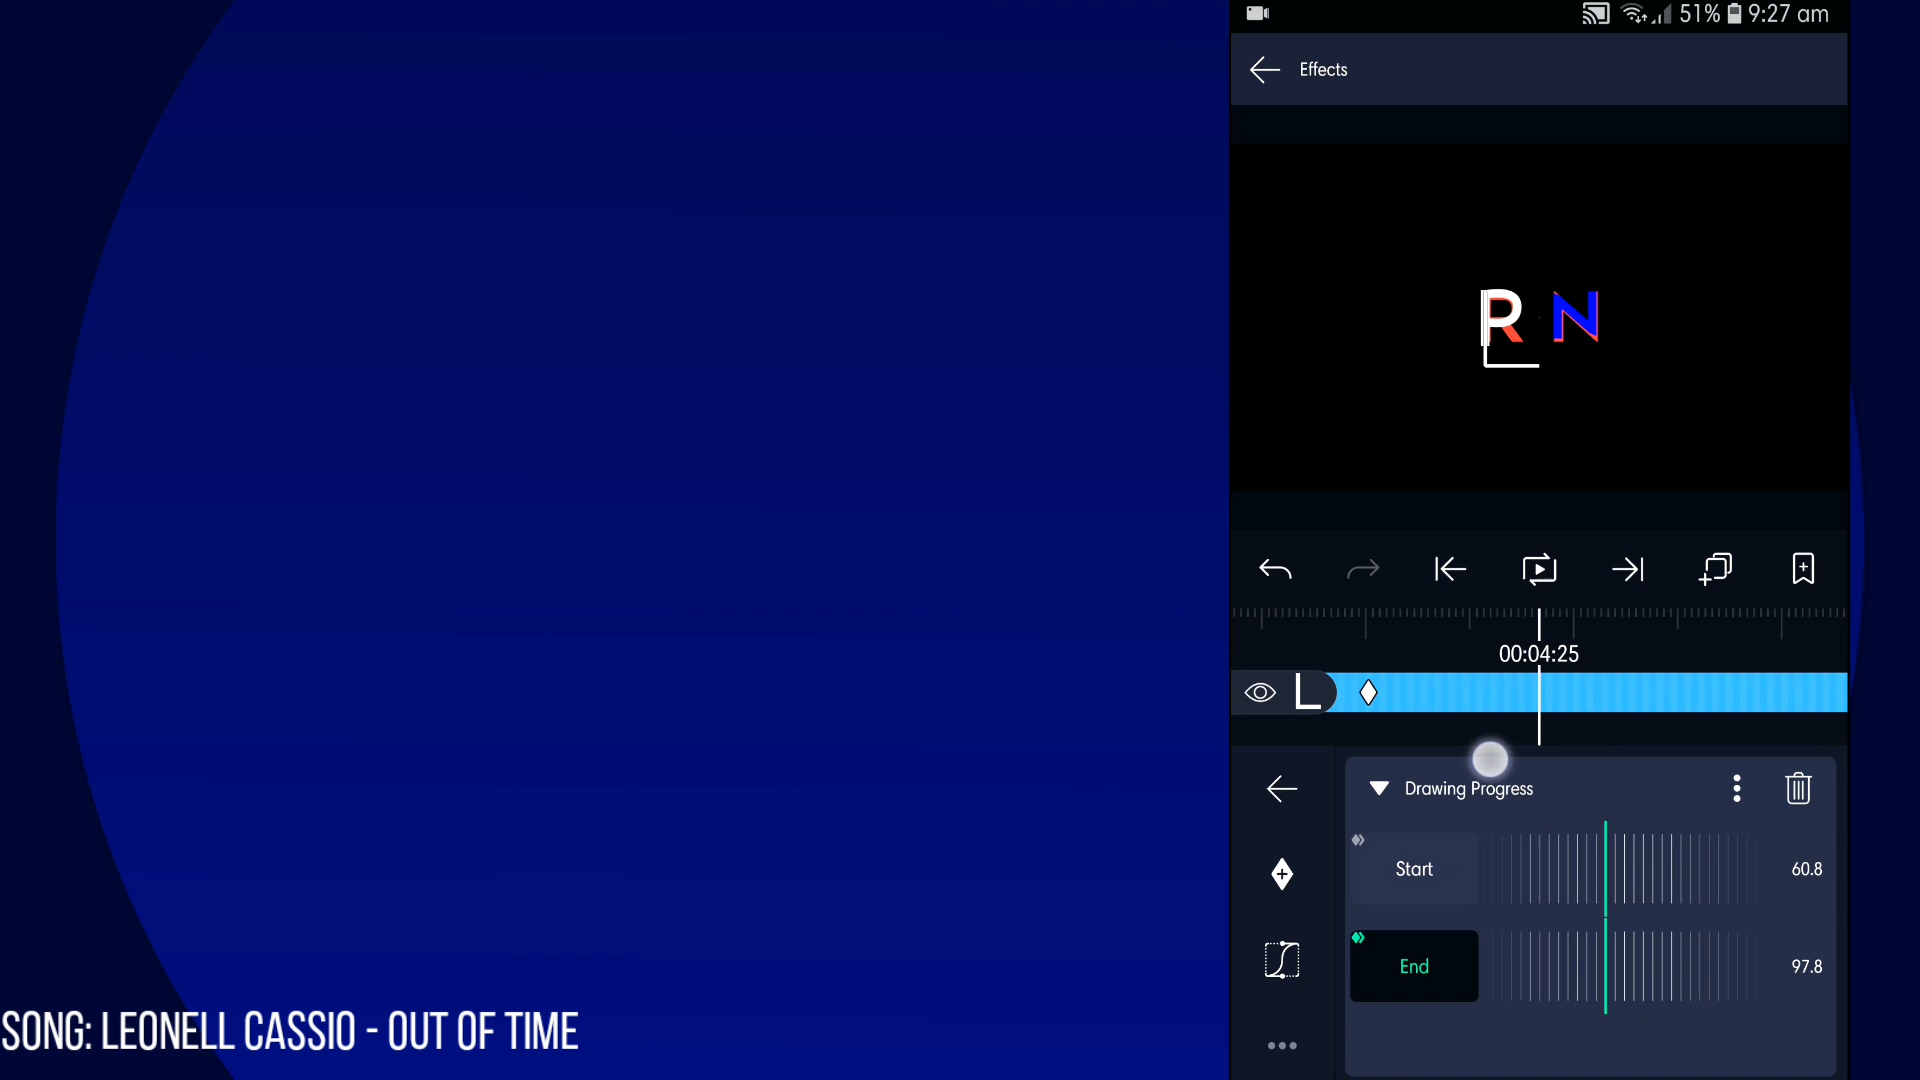 51% 9:27 am
Effects
R N
00:04:25
Drawing Progress
Start 60.8
End 97.8
SONG: LEONELL CASSIO - OUT OF TIME